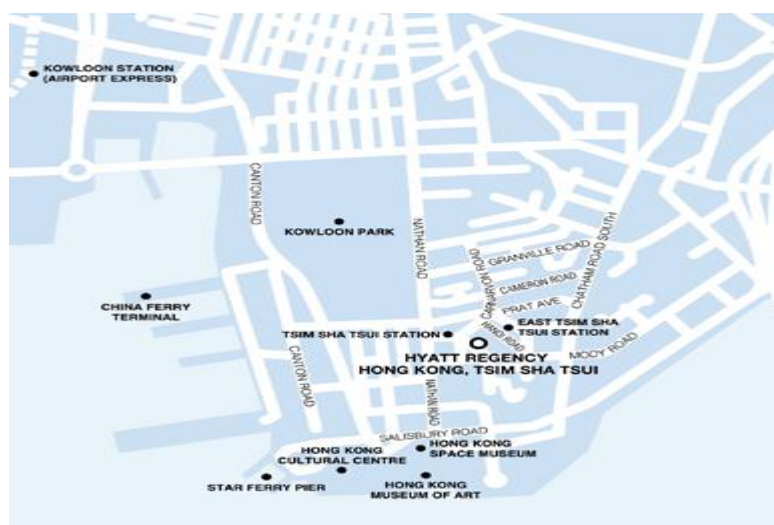 KOWLOON STATION
(AIRPORT EXPRESS)
CANTON ROAD
KOWLOON PARK
NATHAN ROAD
CARNARVON ROAD
GRANVILLE ROAD
CAMERON ROAD
PRAT AVE
CHATHAM ROAD SOUTH
CHINA FERRY
TERMINAL
TSIM SHA TSUI STATION
HANOI ROAD
EAST TSIM SHA
TSUI STATION
MODY ROAD
HYATT REGENCY
HONG KONG, TSIM SHA TSUI
CANTON ROAD
NATHAN ROAD
SALISBURY ROAD
HONG KONG
CULTURAL CENTRE
HONG KONG
SPACE MUSEUM
STAR FERRY PIER
HONG KONG
MUSEUM OF ART